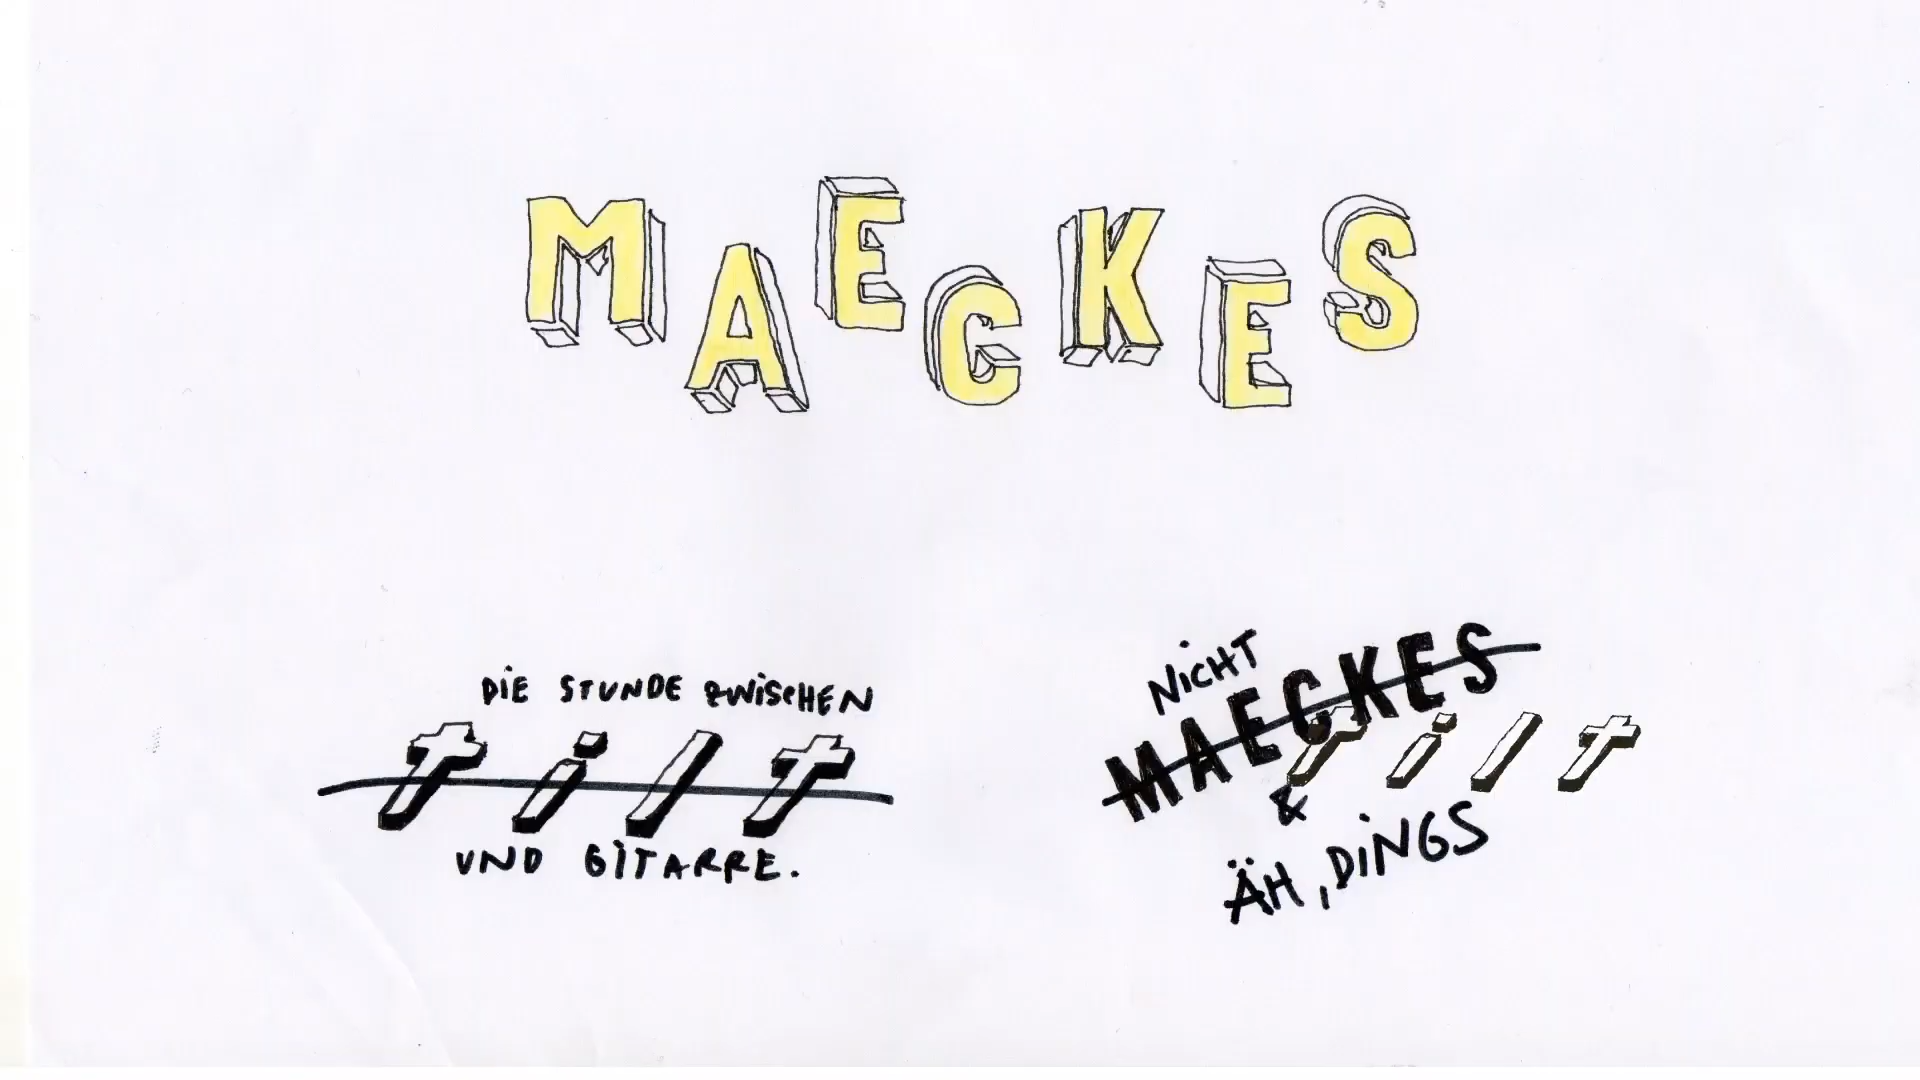 MAECKES
DiE STUNDE ZWiSCHEN
tilt
UND GiTARRE.
NiCHT
MAECKES
tilt
&
ÄH, DiNGS